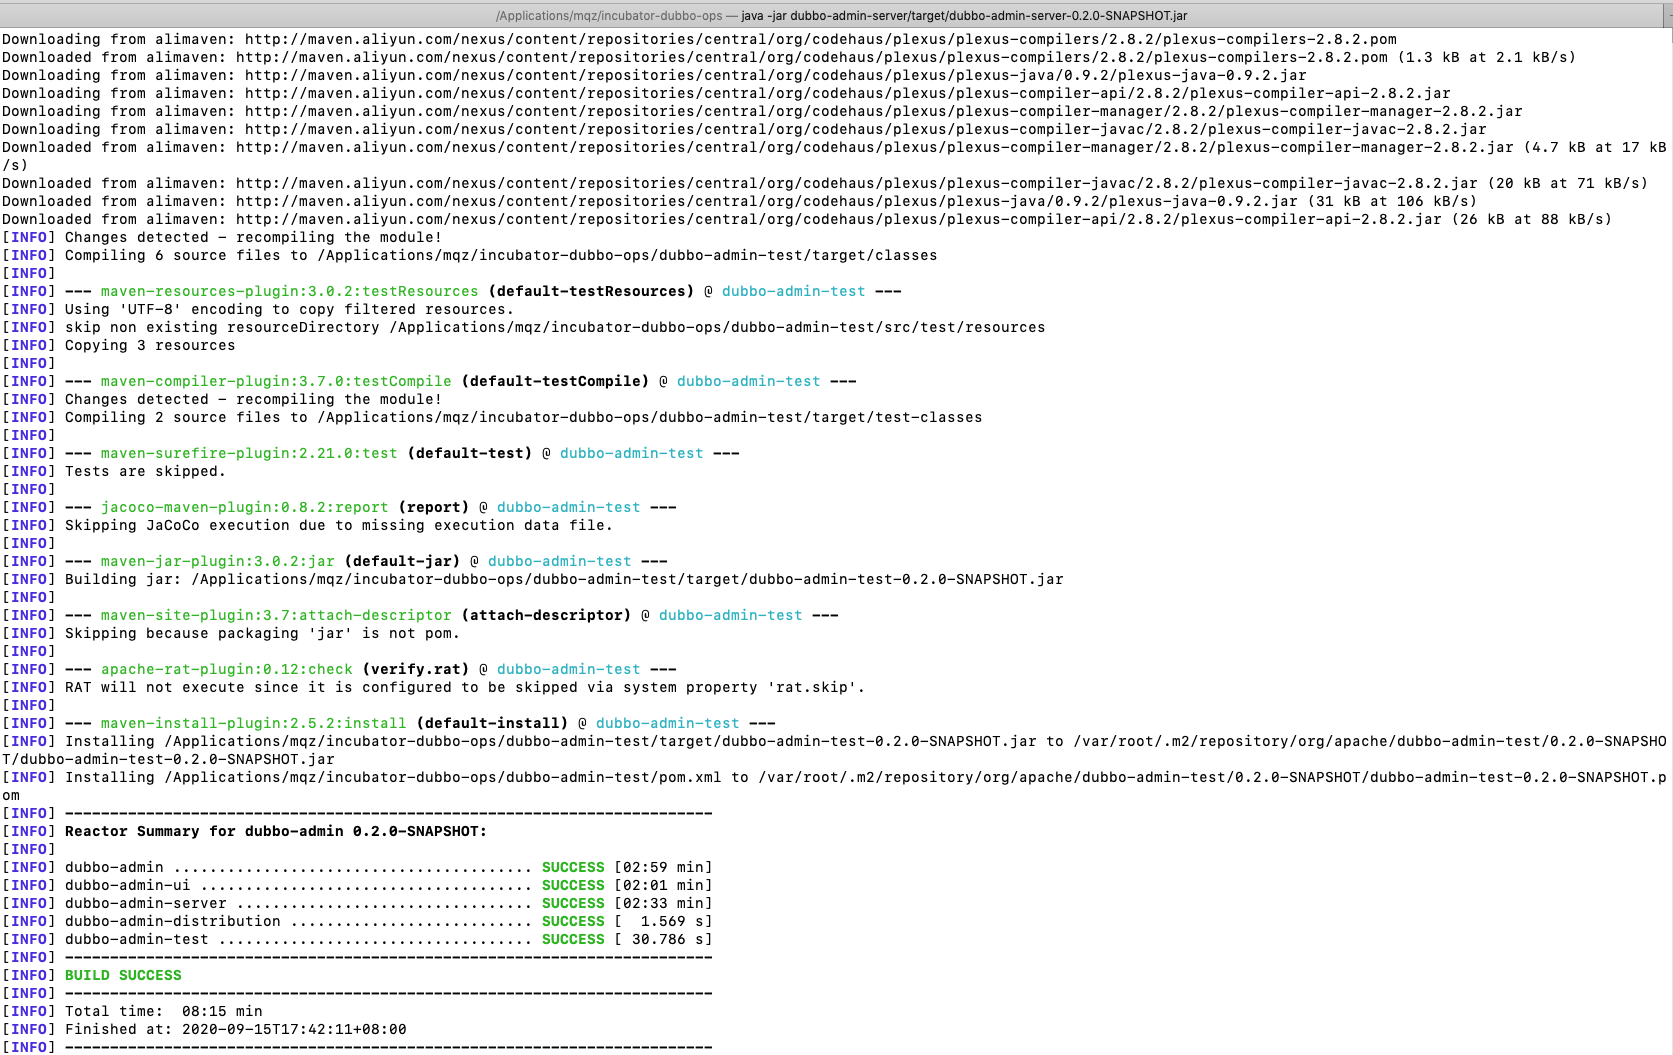 /Applications/mqz/incubator-dubbo-ops — java -jar dubbo-admin-server/target/dubbo-admin-server-0.2.0-SNAPSHOT.jar
Downloading from alimaven: http://maven.aliyun.com/nexus/content/repositories/central/org/codehaus/plexus/plexus-compilers/2.8.2/plexus-compilers-2.8.2.pom
Downloaded from alimaven: http://maven.aliyun.com/nexus/content/repositories/central/org/codehaus/plexus/plexus-compilers/2.8.2/plexus-compilers-2.8.2.pom (1.3 kB at 2.1 kB/s)
Downloading from alimaven: http://maven.aliyun.com/nexus/content/repositories/central/org/codehaus/plexus/plexus-java/0.9.2/plexus-java-0.9.2.jar
Downloading from alimaven: http://maven.aliyun.com/nexus/content/repositories/central/org/codehaus/plexus/plexus-compiler-api/2.8.2/plexus-compiler-api-2.8.2.jar
Downloading from alimaven: http://maven.aliyun.com/nexus/content/repositories/central/org/codehaus/plexus/plexus-compiler-manager/2.8.2/plexus-compiler-manager-2.8.2.jar
Downloading from alimaven: http://maven.aliyun.com/nexus/content/repositories/central/org/codehaus/plexus/plexus-compiler-javac/2.8.2/plexus-compiler-javac-2.8.2.jar
Downloaded from alimaven: http://maven.aliyun.com/nexus/content/repositories/central/org/codehaus/plexus/plexus-compiler-manager/2.8.2/plexus-compiler-manager-2.8.2.jar (4.7 kB at 17 kB
/s)
Downloaded from alimaven: http://maven.aliyun.com/nexus/content/repositories/central/org/codehaus/plexus/plexus-compiler-javac/2.8.2/plexus-compiler-javac-2.8.2.jar (20 kB at 71 kB/s)
Downloaded from alimaven: http://maven.aliyun.com/nexus/content/repositories/central/org/codehaus/plexus/plexus-java/0.9.2/plexus-java-0.9.2.jar (31 kB at 106 kB/s)
Downloaded from alimaven: http://maven.aliyun.com/nexus/content/repositories/central/org/codehaus/plexus/plexus-compiler-api/2.8.2/plexus-compiler-api-2.8.2.jar (26 kB at 88 kB/s)
[INFO] Changes detected - recompiling the module!
[INFO] Compiling 6 source files to /Applications/mqz/incubator-dubbo-ops/dubbo-admin-test/target/classes
[INFO]
[INFO] --- maven-resources-plugin:3.0.2:testResources (default-testResources) @ dubbo-admin-test ---
[INFO] Using 'UTF-8' encoding to copy filtered resources.
[INFO] skip non existing resourceDirectory /Applications/mqz/incubator-dubbo-ops/dubbo-admin-test/src/test/resources
[INFO] Copying 3 resources
[INFO]
[INFO] --- maven-compiler-plugin:3.7.0:testCompile (default-testCompile) @ dubbo-admin-test ---
[INFO] Changes detected - recompiling the module!
[INFO] Compiling 2 source files to /Applications/mqz/incubator-dubbo-ops/dubbo-admin-test/target/test-classes
[INFO]
[INFO] --- maven-surefire-plugin:2.21.0:test (default-test) @ dubbo-admin-test ---
[INFO] Tests are skipped.
[INFO]
[INFO] --- jacoco-maven-plugin:0.8.2:report (report) @ dubbo-admin-test ---
[INFO] Skipping JaCoCo execution due to missing execution data file.
[INFO]
[INFO] --- maven-jar-plugin:3.0.2:jar (default-jar) @ dubbo-admin-test ---
[INFO] Building jar: /Applications/mqz/incubator-dubbo-ops/dubbo-admin-test/target/dubbo-admin-test-0.2.0-SNAPSHOT.jar
[INFO]
[INFO] --- maven-site-plugin:3.7:attach-descriptor (attach-descriptor) @ dubbo-admin-test ---
[INFO] Skipping because packaging 'jar' is not pom.
[INFO]
[INFO] --- apache-rat-plugin:0.12:check (verify.rat) @ dubbo-admin-test ---
[INFO] RAT will not execute since it is configured to be skipped via system property 'rat.skip'.
[INFO]
[INFO] --- maven-install-plugin:2.5.2:install (default-install) @ dubbo-admin-test ---
[INFO] Installing /Applications/mqz/incubator-dubbo-ops/dubbo-admin-test/target/dubbo-admin-test-0.2.0-SNAPSHOT.jar to /var/root/.m2/repository/org/apache/dubbo-admin-test/0.2.0-SNAPSHO
T/dubbo-admin-test-0.2.0-SNAPSHOT.jar
[INFO] Installing /Applications/mqz/incubator-dubbo-ops/dubbo-admin-test/pom.xml to /var/root/.m2/repository/org/apache/dubbo-admin-test/0.2.0-SNAPSHOT/dubbo-admin-test-0.2.0-SNAPSHOT.p
om
[INFO] ------------------------------------------------------------------------
[INFO] Reactor Summary for dubbo-admin 0.2.0-SNAPSHOT:
[INFO]
[INFO] dubbo-admin ........................................ SUCCESS [02:59 min]
[INFO] dubbo-admin-ui ..................................... SUCCESS [02:01 min]
[INFO] dubbo-admin-server ................................. SUCCESS [02:33 min]
[INFO] dubbo-admin-distribution ........................... SUCCESS [  1.569 s]
[INFO] dubbo-admin-test ................................... SUCCESS [ 30.786 s]
[INFO] ------------------------------------------------------------------------
[INFO] BUILD SUCCESS
[INFO] ------------------------------------------------------------------------
[INFO] Total time:  08:15 min
[INFO] Finished at: 2020-09-15T17:42:11+08:00
[INFO] ------------------------------------------------------------------------